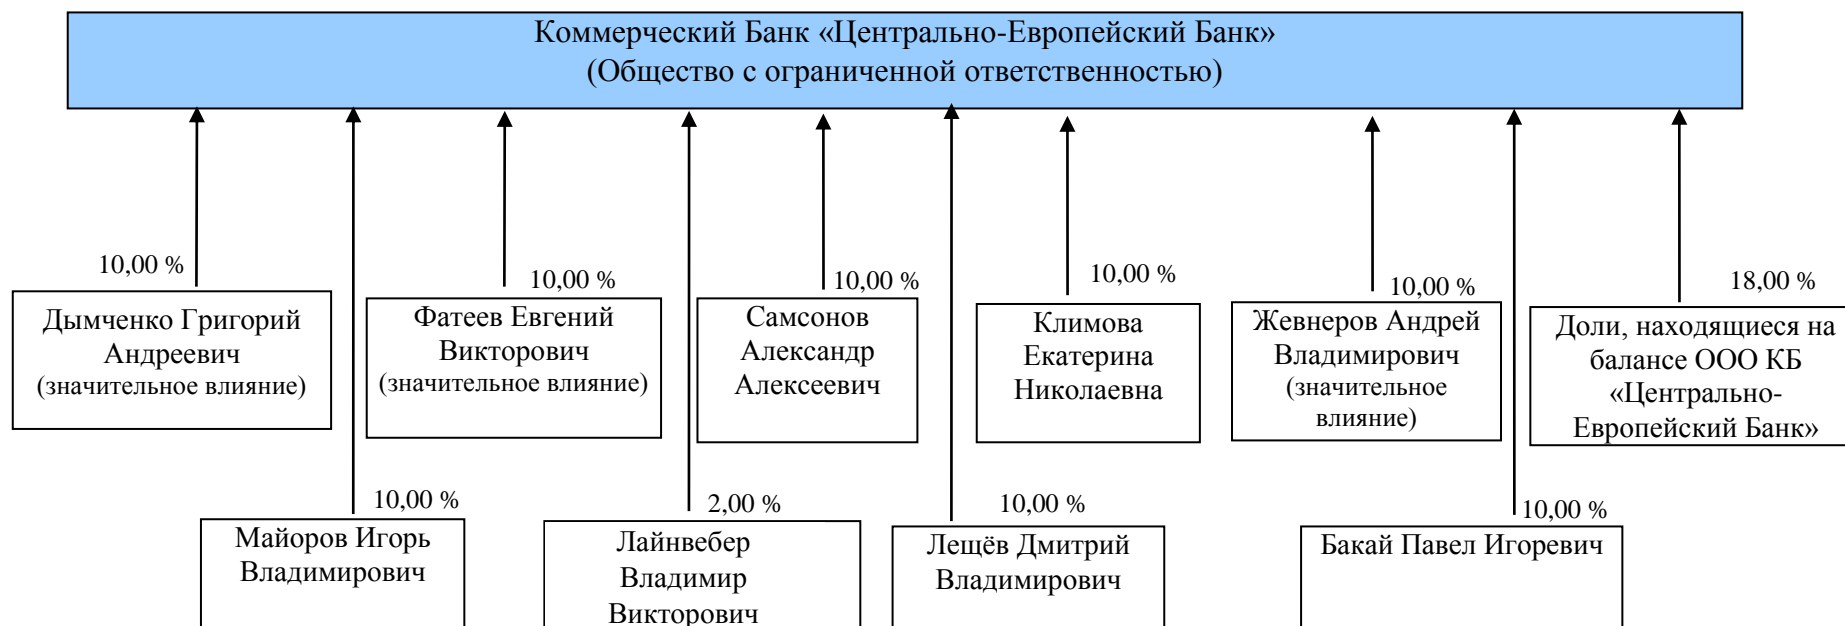 Коммерческий Банк «Центрально-Европейский Банк»
(Общество с ограниченной ответственностью)
10,00 %
Дымченко Григорий
Андреевич
(значительное влияние)
10,00 %
Фатеев Евгений
Викторович
(значительное влияние)
10,00 %
Самсонов
Александр
Алексеевич
10,00 %
Климова
Екатерина
Николаевна
10,00 %
Жевнеров Андрей
Владимирович
(значительное
влияние)
18,00 %
Доли, находящиеся на
балансе ООО КБ
«Центрально-
Европейский Банк»
10,00 %
Майоров Игорь
Владимирович
2,00 %
Лайнвебер
Владимир
Викторович
10,00 %
Лещёв Дмитрий
Владимирович
10,00 %
Бакай Павел Игоревич